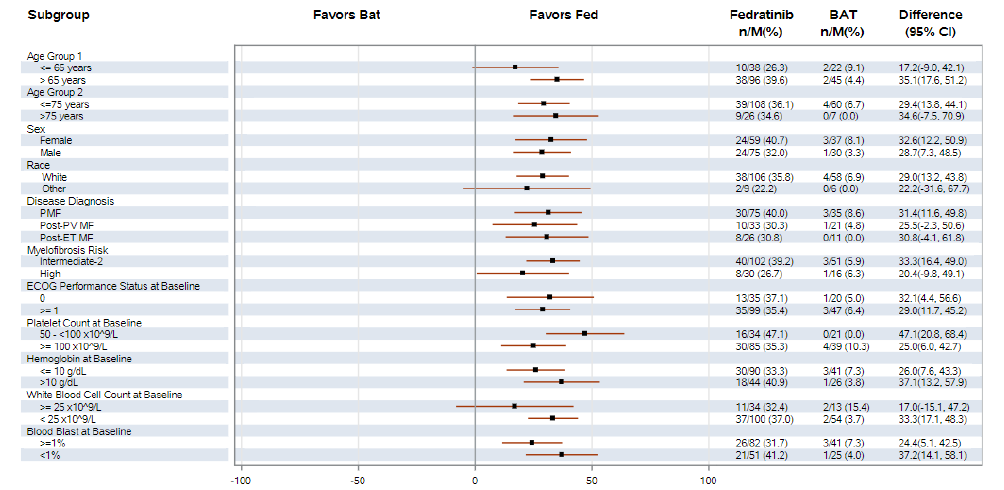 Subgroup Favors Bat Favors Fed Fedratinib BAT Difference
n/M(%) n/M(%) (95% CI)
Age Group 1
<= 65 years 10/38 (26.3) 2/22 (9.1) 17.2(-9.0, 42.1)
> 65 years 38/96 (39.6) 2/45 (4.4) 35.1(17.6, 51.2)
Age Group 2
<=75 years 39/108 (36.1) 4/60 (6.7) 29.4(13.8, 44.1)
>75 years 9/26 (34.6) 0/7 (0.0) 34.6(-7.5, 70.9)
Sex
Female 24/59 (40.7) 3/37 (8.1) 32.6(12.2, 50.9)
Male 24/75 (32.0) 1/30 (3.3) 28.7(7.3, 48.5)
Race
White 38/106 (35.8) 4/58 (6.9) 29.0(13.2, 43.8)
Other 2/9 (22.2) 0/6 (0.0) 22.2(-31.6, 67.7)
Disease Diagnosis
PMF 30/75 (40.0) 3/35 (8.6) 31.4(11.6, 49.8)
Post-PV MF 10/33 (30.3) 1/21 (4.8) 25.5(-2.3, 50.6)
Post-ET MF 8/26 (30.8) 0/11 (0.0) 30.8(-4.1, 61.8)
Myelofibrosis Risk
Intermediate-2 40/102 (39.2) 3/51 (5.9) 33.3(16.4, 49.0)
High 8/30 (26.7) 1/16 (6.3) 20.4(-9.8, 49.1)
ECOG Performance Status at Baseline
0 13/35 (37.1) 1/20 (5.0) 32.1(4.4, 56.6)
>= 1 35/99 (35.4) 3/47 (6.4) 29.0(11.7, 45.2)
Platelet Count at Baseline
50 - <100 x10^9/L 16/34 (47.1) 0/21 (0.0) 47.1(20.8, 68.4)
>= 100 x10^9/L 30/85 (35.3) 4/39 (10.3) 25.0(6.0, 42.7)
Hemoglobin at Baseline
<= 10 g/dL 30/90 (33.3) 3/41 (7.3) 26.0(7.6, 43.3)
>10 g/dL 18/44 (40.9) 1/26 (3.8) 37.1(13.2, 57.9)
White Blood Cell Count at Baseline
>= 25 x10^9/L 11/34 (32.4) 2/13 (15.4) 17.0(-15.1, 47.2)
< 25 x10^9/L 37/100 (37.0) 2/54 (3.7) 33.3(17.1, 48.3)
Blood Blast at Baseline
>=1% 26/82 (31.7) 3/41 (7.3) 24.4(5.1, 42.5)
<1% 21/51 (41.2) 1/25 (4.0) 37.2(14.1, 58.1)
-100 -50 0 50 100